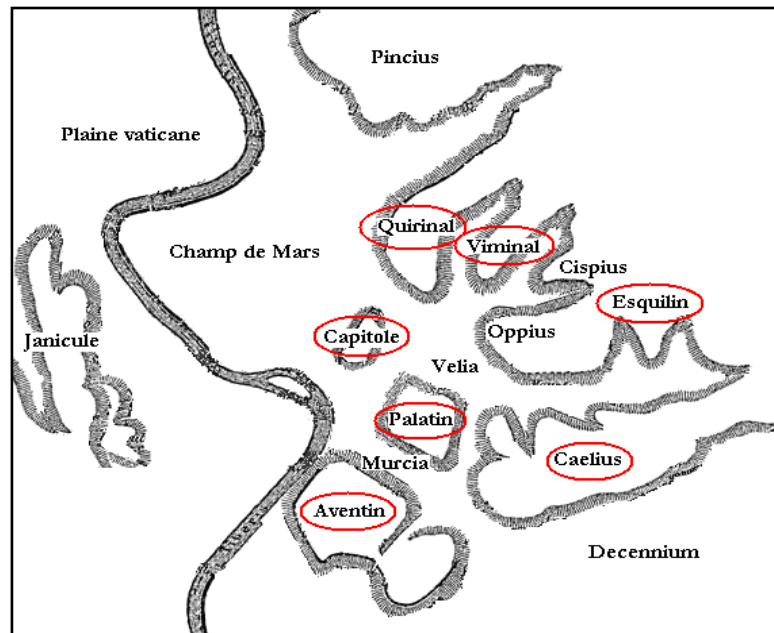 Pincius
Plaine vaticane
Quirinal
Viminal
Champ de Mars
Cispius
Esquilin
Oppius
Capitole
Janicule
Velia
Palatin
Murcia
Caelius
Aventin
Decennium